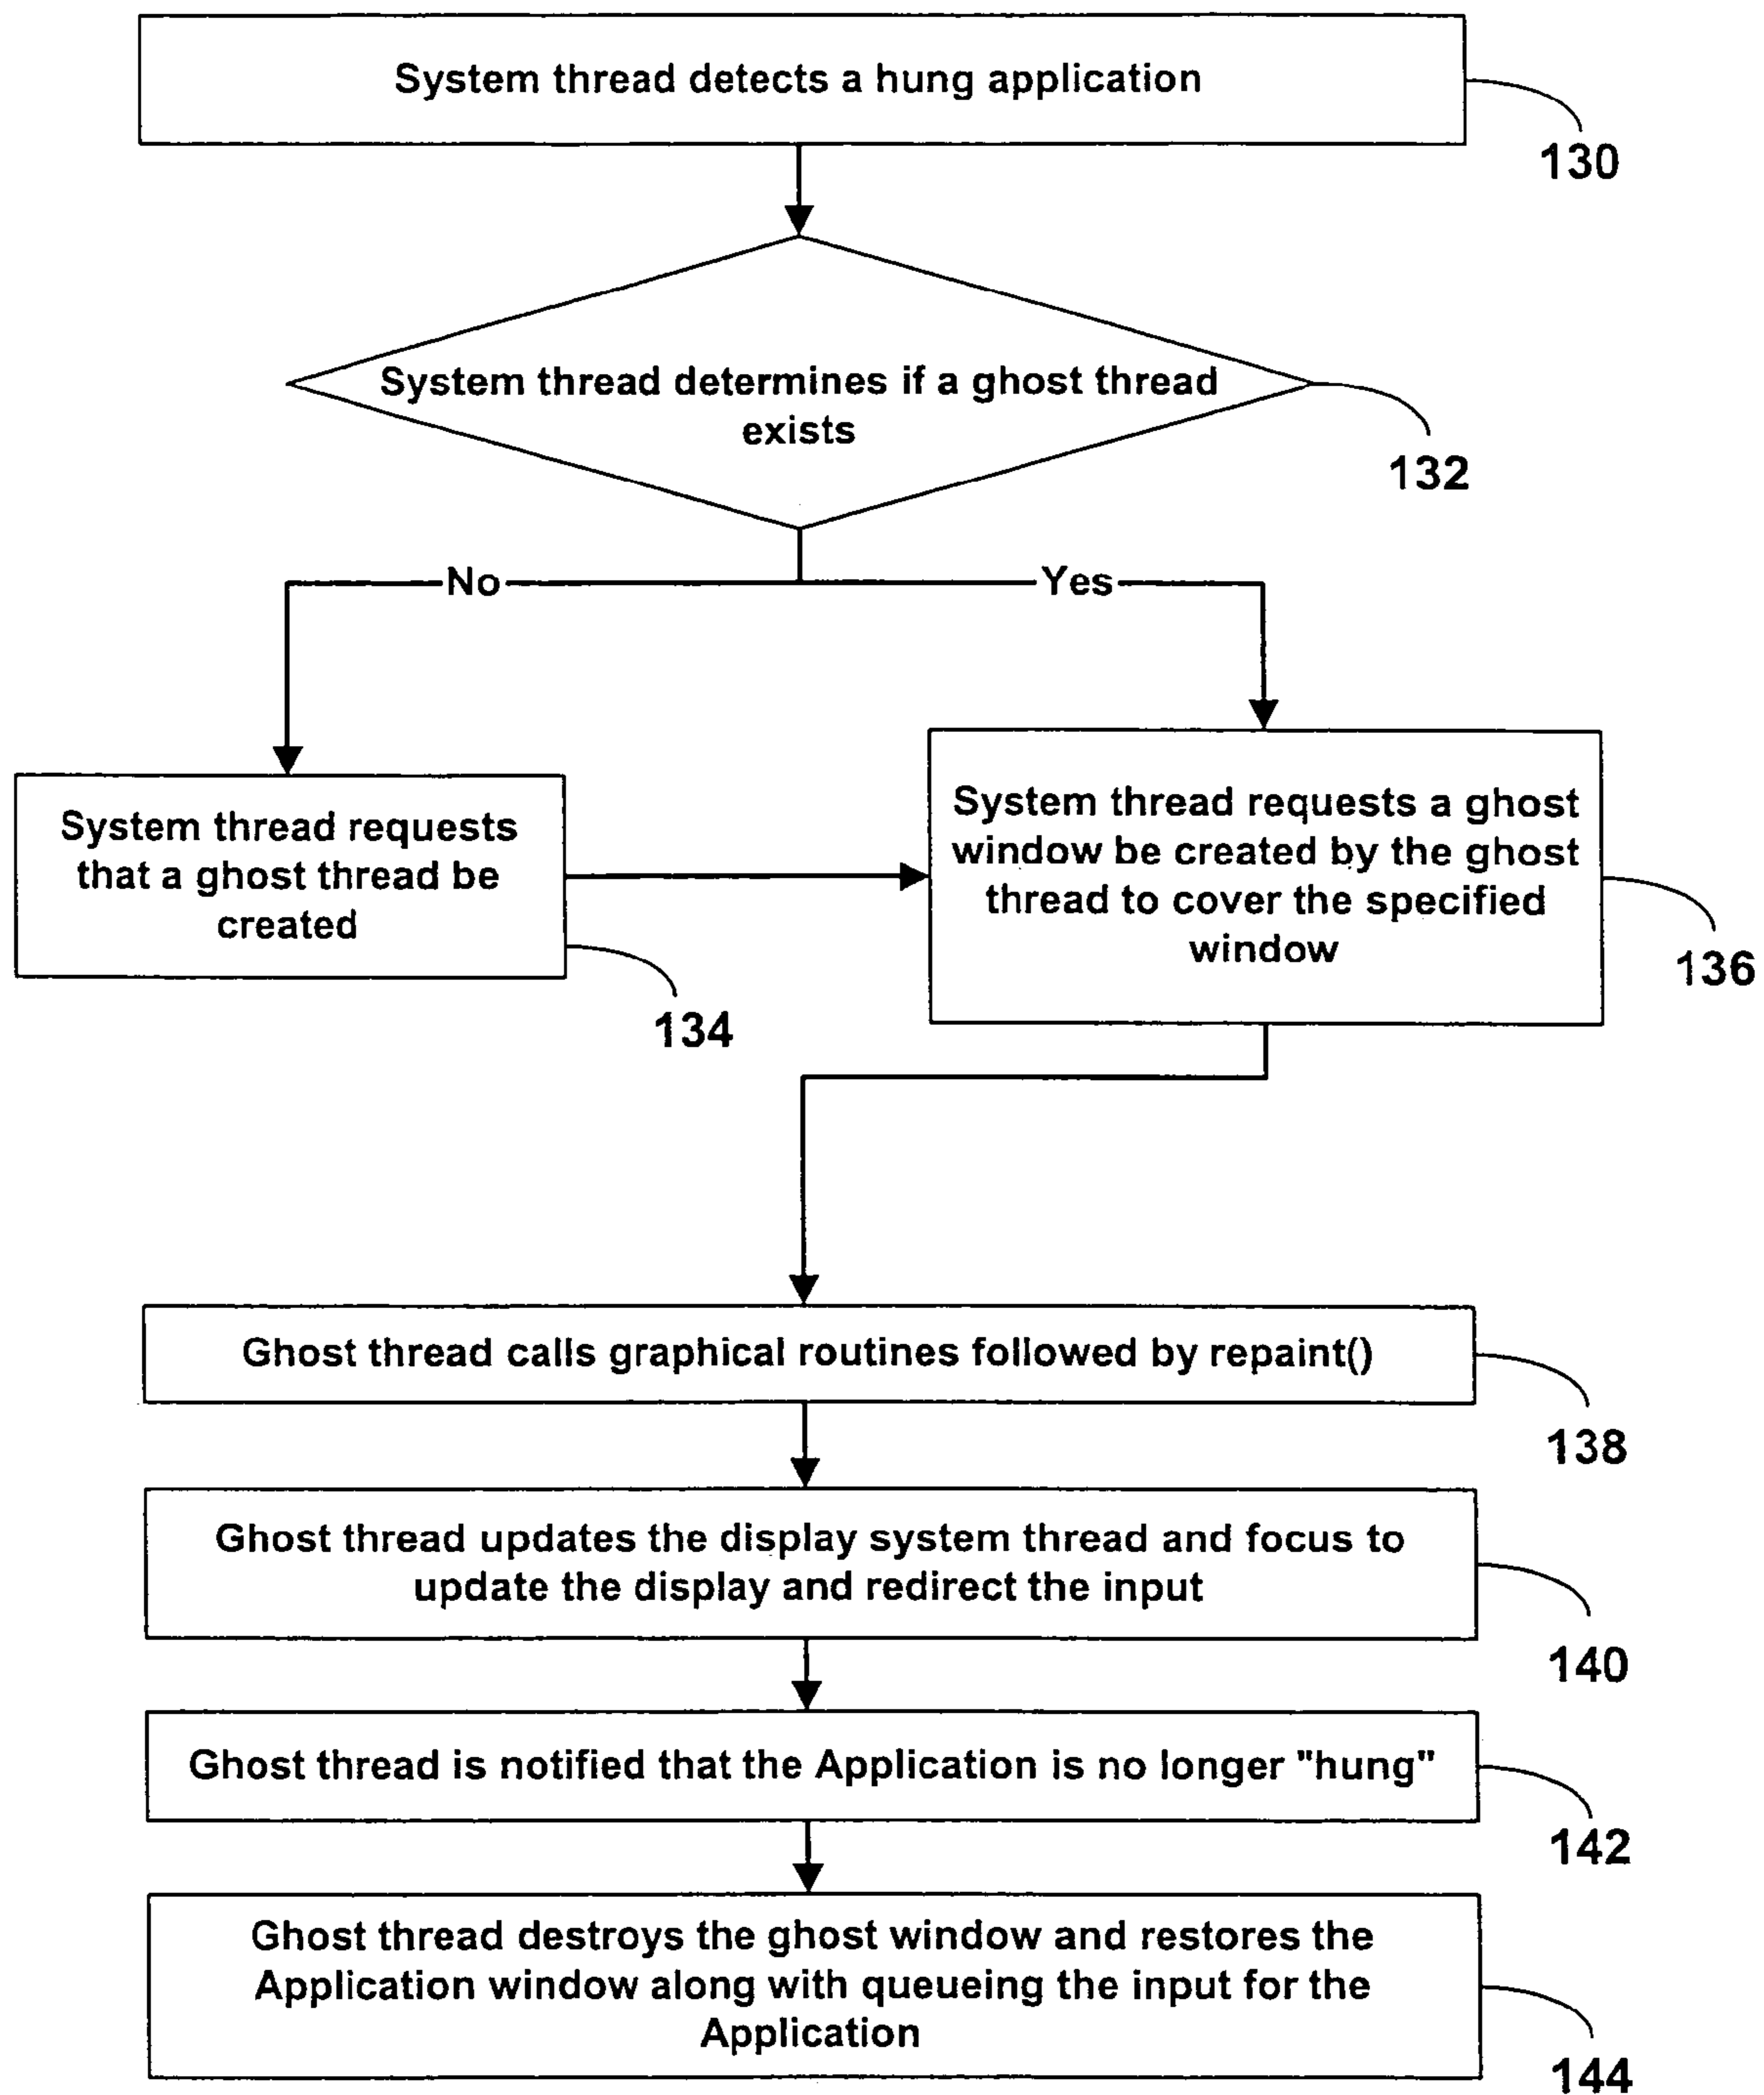 System thread detects a hung application
130
System thread determines if a ghost thread
exists
132
No
Yes
System thread requests
that a ghost thread be
created
134
System thread requests a ghost
window be created by the ghost
thread to cover the specified
window
136
Ghost thread calls graphical routines followed by repaint()
138
Ghost thread updates the display system thread and focus to
update the display and redirect the input
140
Ghost thread is notified that the Application is no longer "hung"
142
Ghost thread destroys the ghost window and restores the
Application window along with queueing the input for the
Application
144